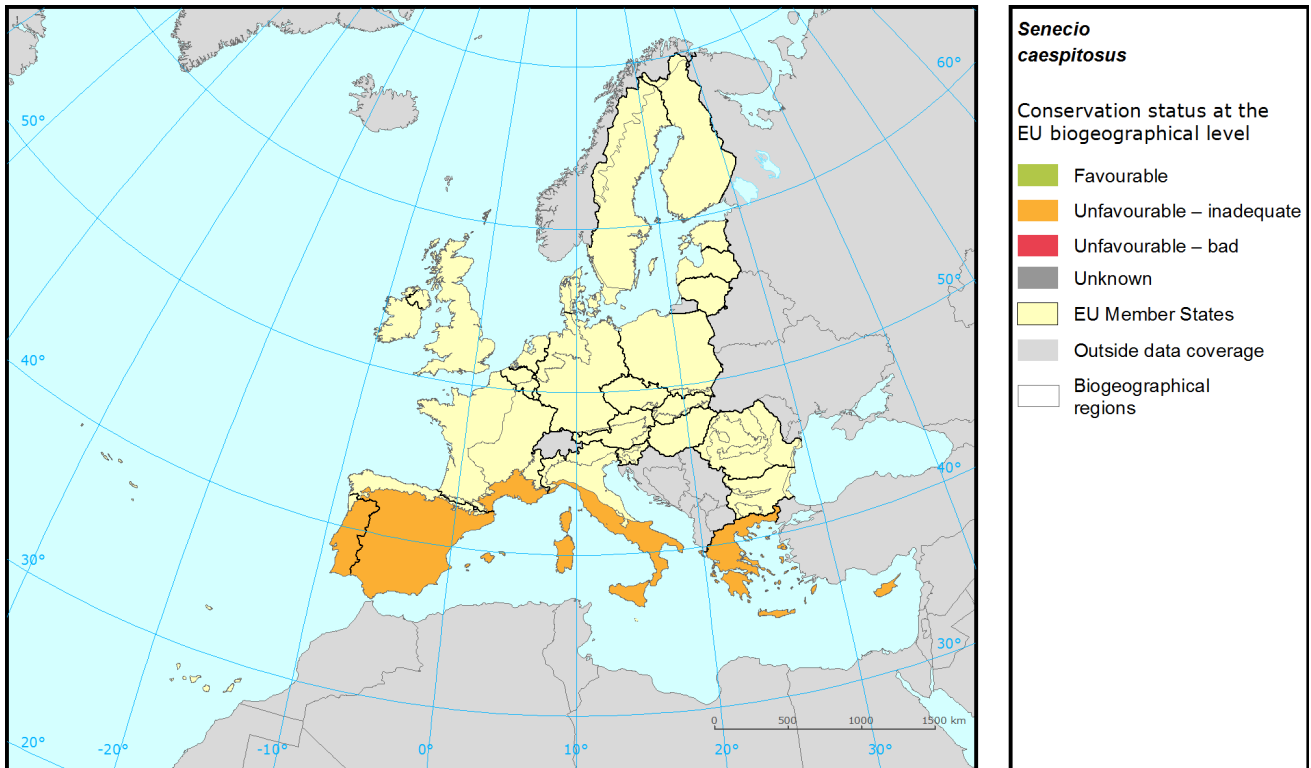 60°
50°
50°
40°
40°
30°
30°
20°
-20°
-10°
0°
10°
20°
30°
0 500 1000 1500 km
Senecio
caespitosus
Conservation status at the
EU biogeographical level
Favourable
Unfavourable – inadequate
Unfavourable – bad
Unknown
EU Member States
Outside data coverage
Biogeographical
regions